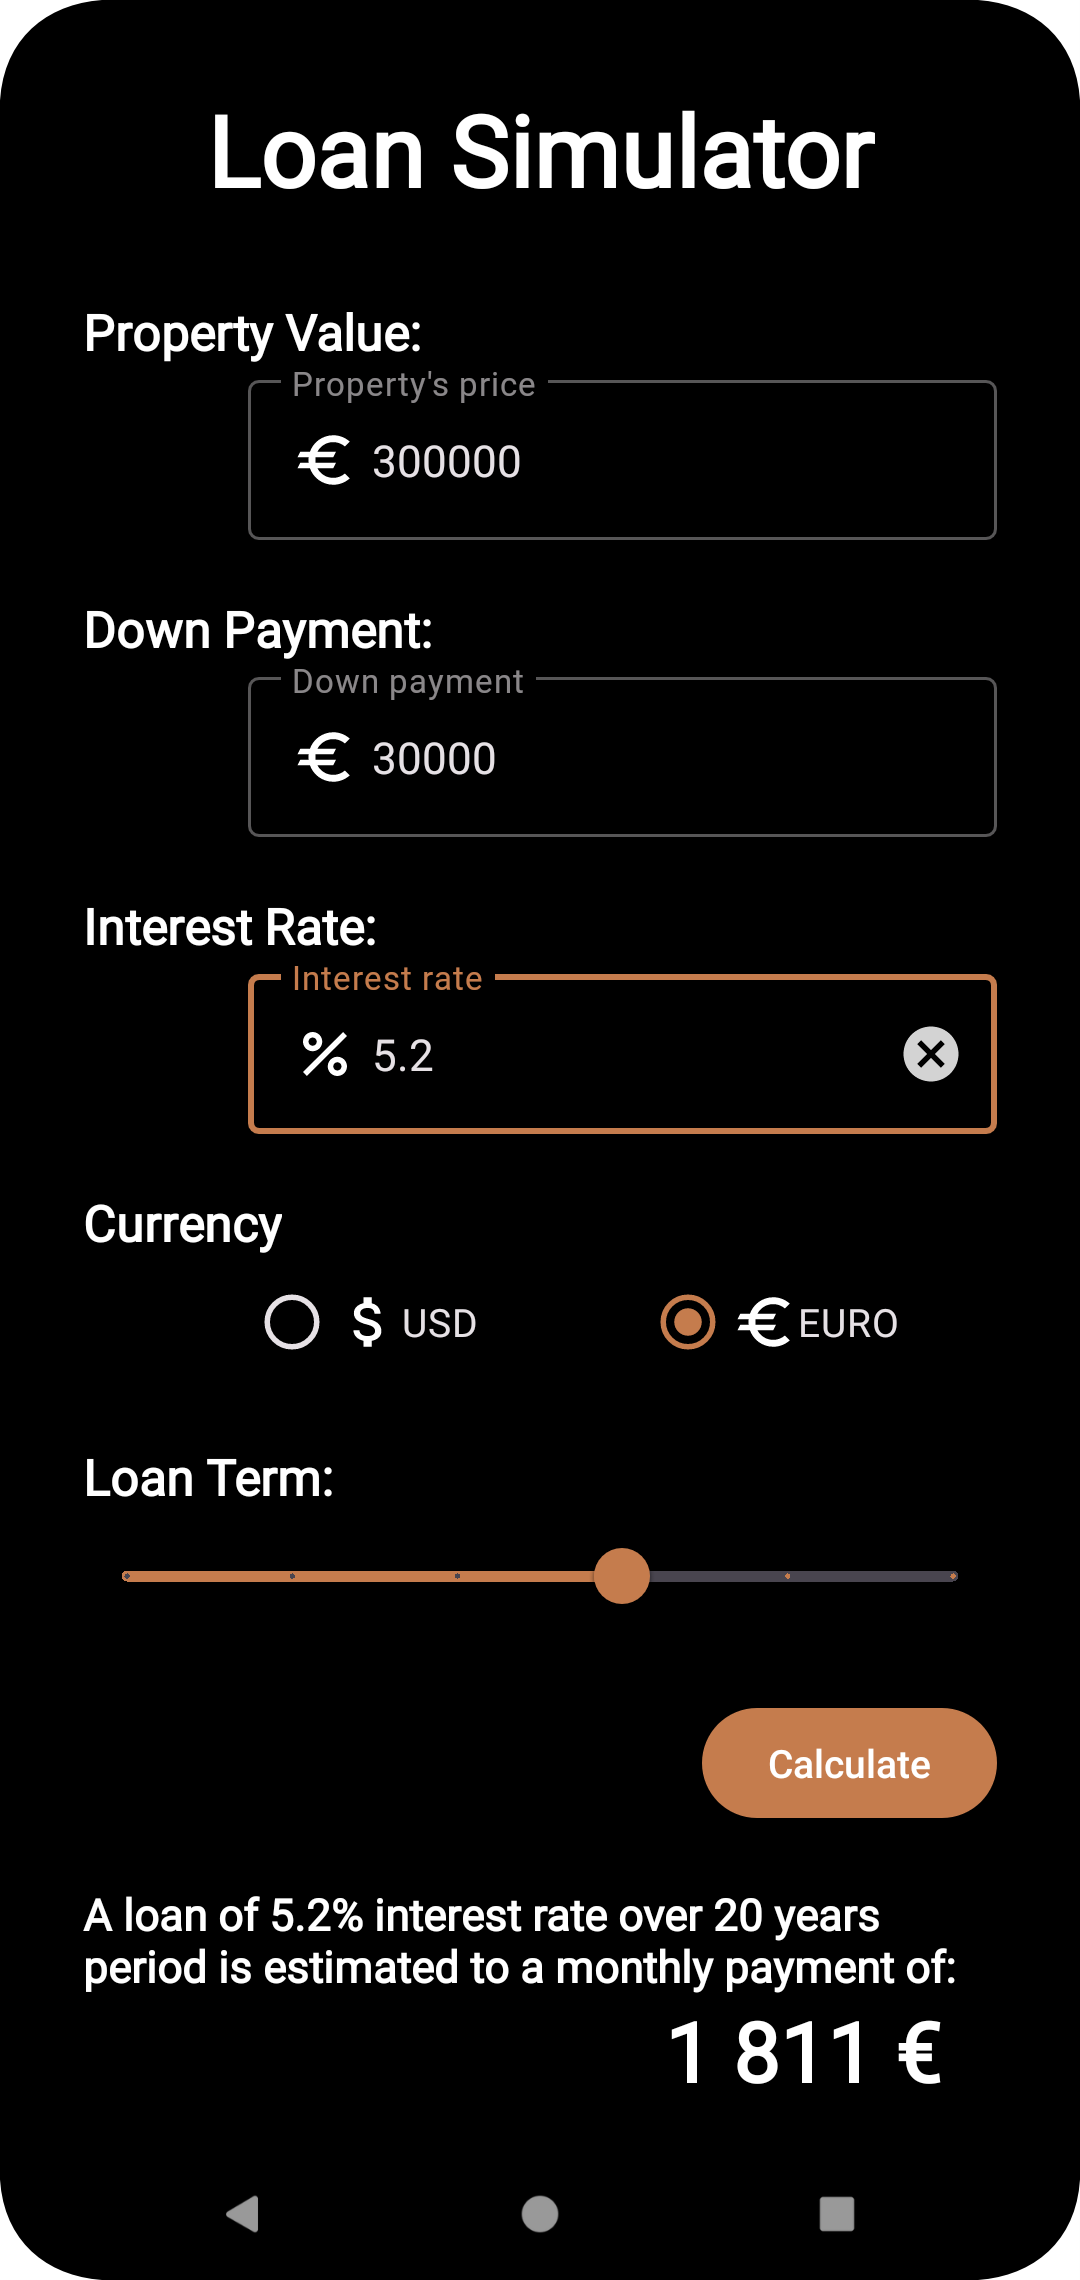 Loan Simulator
Property Value:
Property's price
€ 300000
Down Payment:
Down payment
€ 30000
Interest Rate:
Interest rate
% 5.2
Currency
$ USD € EURO
Loan Term:
Calculate
A loan of 5.2% interest rate over 20 years
period is estimated to a monthly payment of:
1 811 €